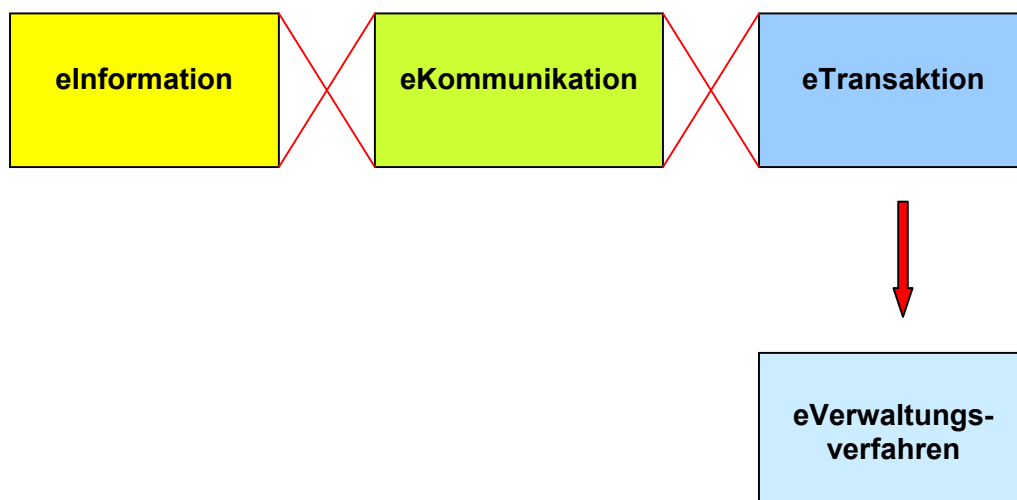 eInformation
eKommunikation
eTransaktion
eVerwaltungs-
verfahren